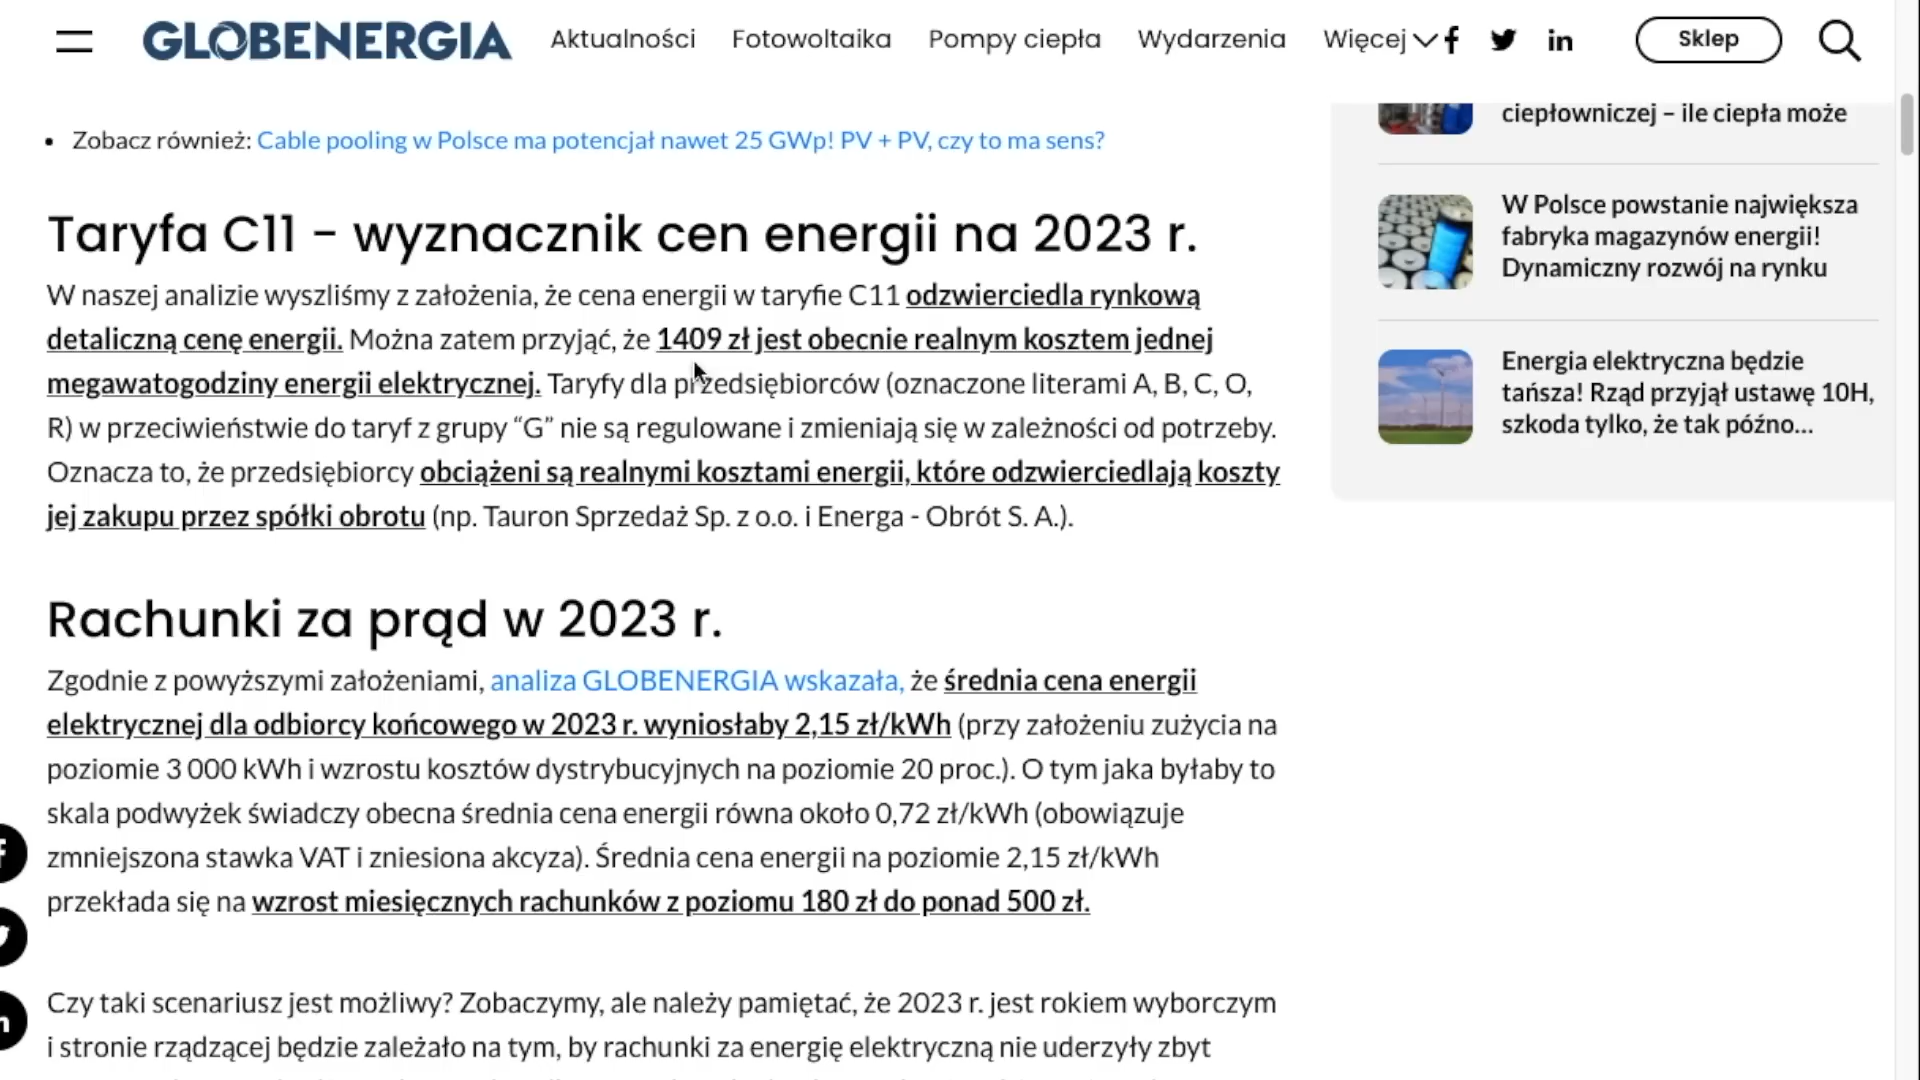 GLOBENERGIA
Aktualności
Fotowoltaika
Pompy ciepła
Wydarzenia
Więcej
Sklep
• Zobacz również: Cable pooling w Polsce ma potencjał nawet 25 GWp! PV + PV, czy to ma sens?
Taryfa C11 - wyznacznik cen energii na 2023 r.
W naszej analizie wyszliśmy z założenia, że cena energii w taryfie C11 odzwierciedla rynkową
detaliczną cenę energii. Można zatem przyjąć, że 1409 zł jest obecnie realnym kosztem jednej
megawatogodziny energii elektrycznej. Taryfy dla przedsiębiorców (oznaczone literami A, B, C, O,
R) w przeciwieństwie do taryf z grupy “G” nie są regulowane i zmieniają się w zależności od potrzeby.
Oznacza to, że przedsiębiorcy obciążeni są realnymi kosztami energii, które odzwierciedlają koszty
jej zakupu przez spółki obrotu (np. Tauron Sprzedaż Sp. z o.o. i Energa - Obrót S. A.).
Rachunki za prąd w 2023 r.
Zgodnie z powyższymi założeniami, analiza GLOBENERGIA wskazała, że średnia cena energii
elektrycznej dla odbiorcy końcowego w 2023 r. wyniosłaby 2,15 zł/kWh (przy założeniu zużycia na
poziomie 3 000 kWh i wzrostu kosztów dystrybucyjnych na poziomie 20 proc.). O tym jaka byłaby to
skala podwyżek świadczy obecna średnia cena energii równa około 0,72 zł/kWh (obowiązuje
zmniejszona stawka VAT i zniesiona akcyza). Średnia cena energii na poziomie 2,15 zł/kWh
przekłada się na wzrost miesięcznych rachunków z poziomu 180 zł do ponad 500 zł.
Czy taki scenariusz jest możliwy? Zobaczymy, ale należy pamiętać, że 2023 r. jest rokiem wyborczym
i stronie rządzącej będzie zależało na tym, by rachunki za energię elektryczną nie uderzyły zbyt
ciepłowniczej – ile ciepła może
W Polsce powstanie największa
fabryka magazynów energii!
Dynamiczny rozwój na rynku
Energia elektryczna będzie
tańsza! Rząd przyjął ustawę 10H,
szkoda tylko, że tak późno...